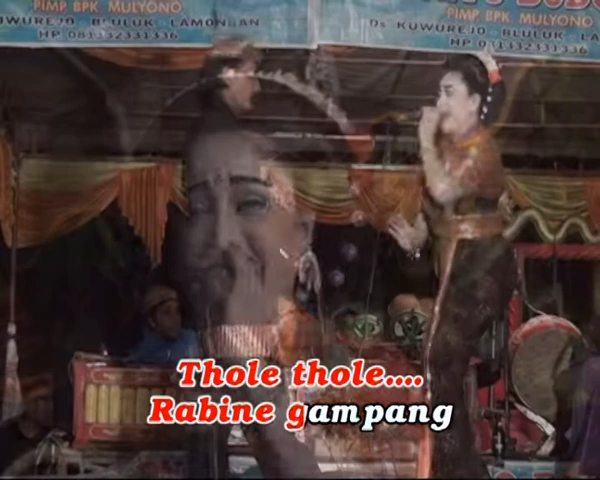 PIMP BPK MULYONO
WUREJO - BLULUK - LAMONGAN
HP 081332331336
PIMP. BPK. MULYONO
Ds. KUWUREJO - BLULUK - LA
HP 081332331336
Thole thole....
Rabine gampang